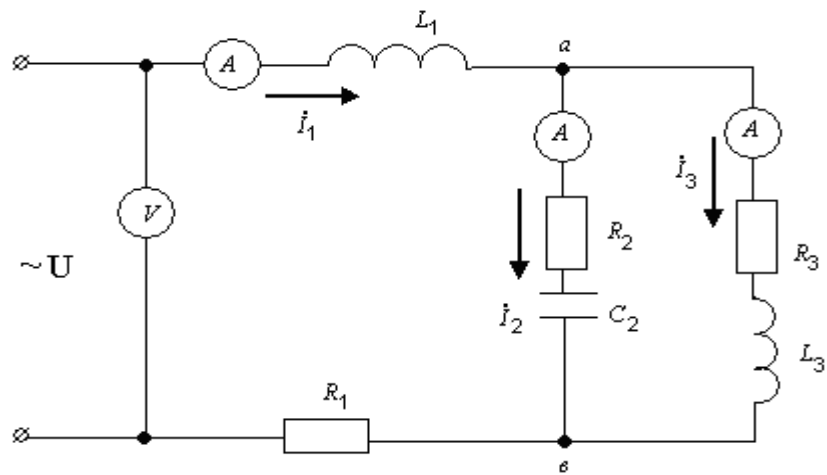 L₁
a
A
İ₁
A
A
İ₃
V
R₂
R₃
~U
İ₂
C₂
L₃
R₁
в